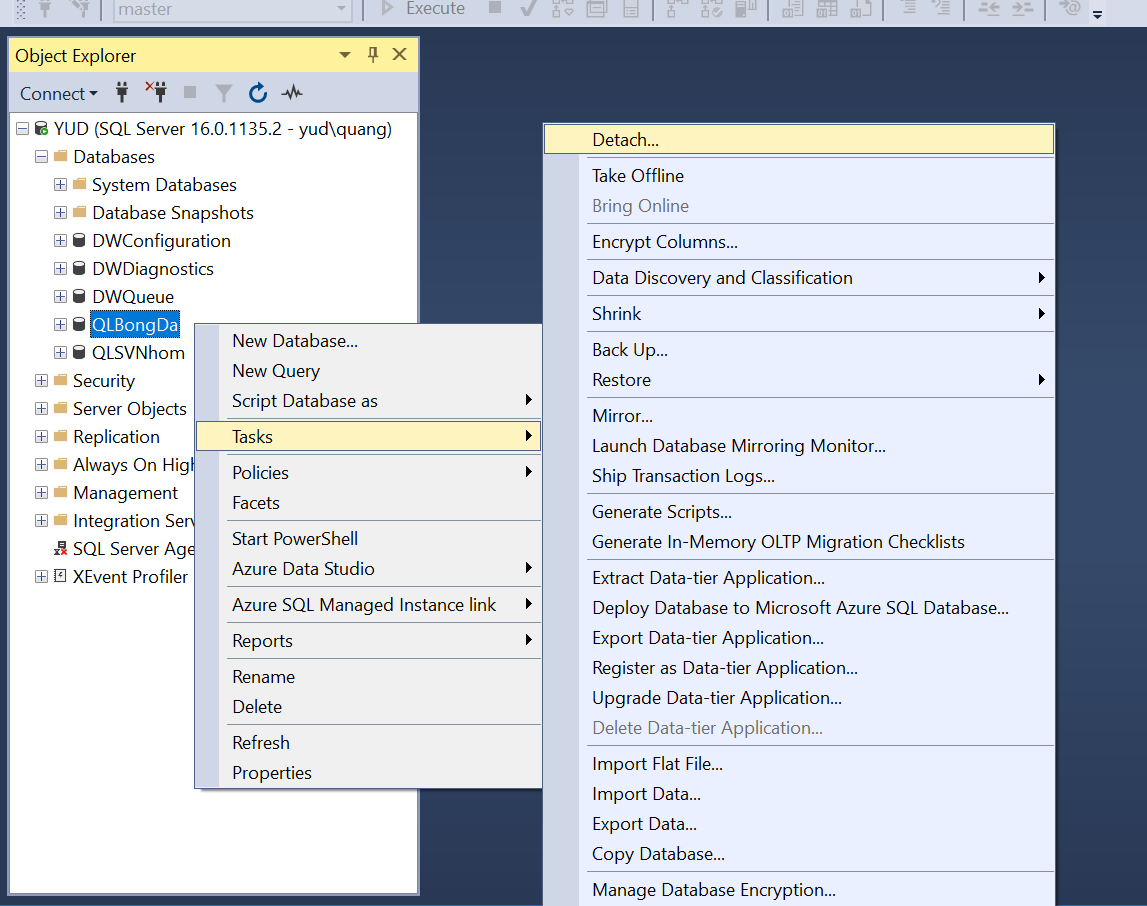 master
Execute
Object Explorer
Connect
YUD (SQL Server 16.0.1135.2 - yud\quang)
Databases
System Databases
Database Snapshots
DWConfiguration
DWDiagnostics
DWQueue
QLBongDa
QLSVNhom
Security
Server Objects
Replication
Always On High
Management
Integration Serv
SQL Server Age
XEvent Profiler
New Database...
New Query
Script Database as
Tasks
Policies
Facets
Start PowerShell
Azure Data Studio
Azure SQL Managed Instance link
Reports
Rename
Delete
Refresh
Properties
Detach...
Take Offline
Bring Online
Encrypt Columns...
Data Discovery and Classification
Shrink
Back Up...
Restore
Mirror...
Launch Database Mirroring Monitor...
Ship Transaction Logs...
Generate Scripts...
Generate In-Memory OLTP Migration Checklists
Extract Data-tier Application...
Deploy Database to Microsoft Azure SQL Database...
Export Data-tier Application...
Register as Data-tier Application...
Upgrade Data-tier Application...
Delete Data-tier Application...
Import Flat File...
Import Data...
Export Data...
Copy Database...
Manage Database Encryption...